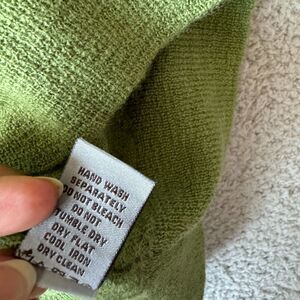 HAND WASH
SEPARATELY
DO NOT BLEACH
DO NOT
TUMBLE DRY
DRY FLAT
COOL IRON
DRY CLEAN